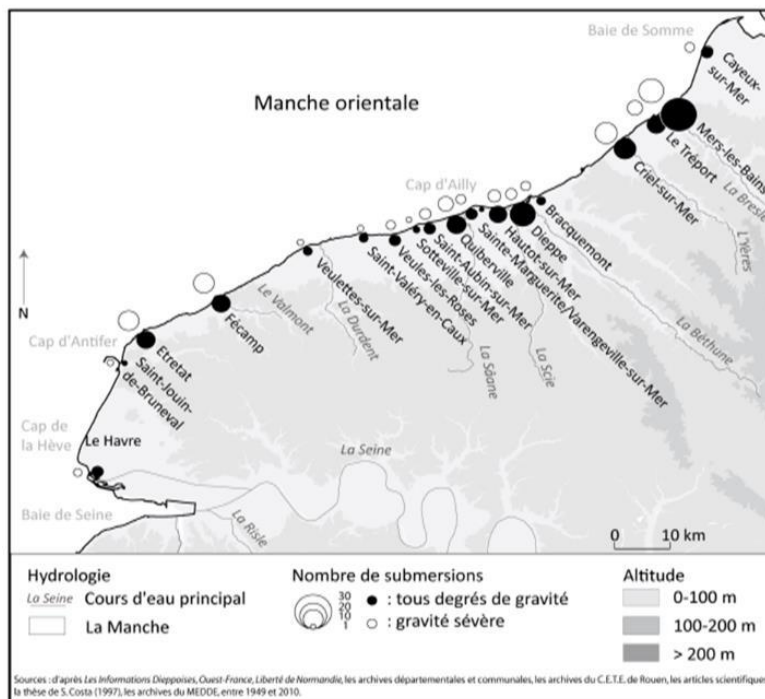 Baie de Somme
Cayeux-
sur-Mer
Manche orientale
Mers-les-Bains
Le Tréport
La Bresle
Criel-sur-Mer
L'Yères
Cap d'Ailly
Bracquemont
Dieppe
Hautot-sur-Mer
Sainte-Marguerite/Varengeville-sur-Mer
Quiberville
Saint-Aubin-sur-Mer
Sotteville-sur-Mer
Veules-les-Roses
Saint-Valéry-en-Caux
Veulettes-sur-Mer
La Béthune
La Scie
La Sâane
La Durdent
Le Valmont
N
Fécamp
Cap d'Antifer
Etretat
Saint-Jouin-
de-Bruneval
Cap de
la Hève
Le Havre
La Seine
Baie de Seine
La Risle
0 10 km
Hydrologie
La Seine Cours d'eau principal
La Manche
Nombre de submersions
30
20
10
1
: tous degrés de gravité
: gravité sévère
Altitude
0-100 m
100-200 m
> 200 m
Sources : d'après Les Informations Dieppoises, Ouest-France, Liberté de Normandie, les archives départementales et communales, les archives du C.E.T.E. de Rouen, les articles scientifiques
la thèse de S. Costa (1997), les archives du MEDDE, entre 1949 et 2010.